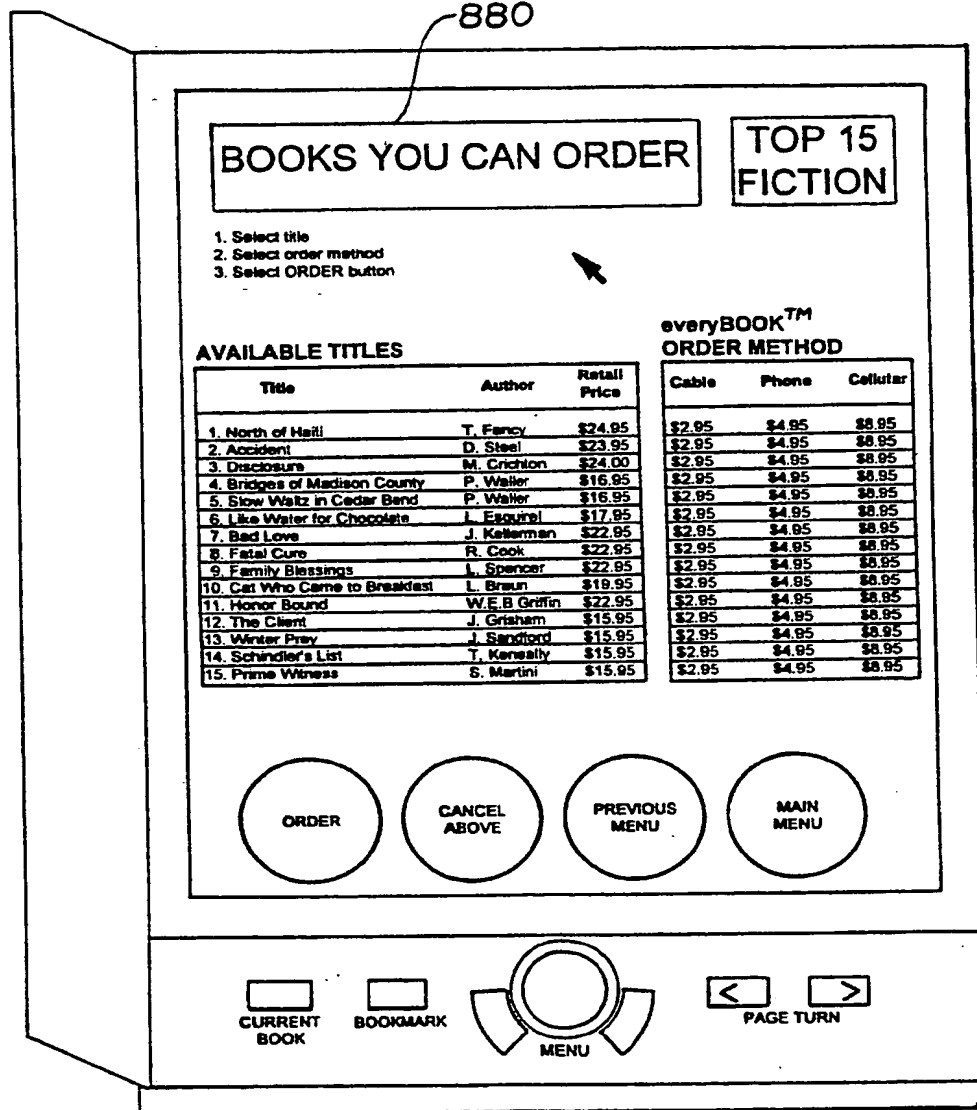 880
BOOKS YOU CAN ORDER
TOP 15
FICTION
1. Select title
2. Select order method
3. Select ORDER button
AVAILABLE TITLES
everyBOOK™
ORDER METHOD
Title Author Retail Price
Cable Phone Cellular
1. North of Haiti T. Fancy $24.95 $2.95 $4.95 $8.95
2. Accident D. Steel $23.95 $2.95 $4.95 $8.95
3. Disclosure M. Crichton $24.00 $2.95 $4.95 $8.95
4. Bridges of Madison County P. Waller $16.95 $2.95 $4.95 $8.95
5. Slow Waltz in Cedar Bend P. Waller $16.95 $2.95 $4.95 $8.95
6. Like Water for Chocolate L. Esquirel $17.95 $2.95 $4.95 $8.95
7. Bad Love J. Kellerman $22.95 $2.95 $4.95 $8.95
8. Fatal Cure R. Cook $22.95 $2.95 $4.95 $8.95
9. Family Blessings L. Spencer $22.95 $2.95 $4.95 $8.95
10. Cat Who Came to Breakfast L. Braun $19.95 $2.95 $4.95 $8.95
11. Honor Bound W.E.B Griffin $22.95 $2.95 $4.95 $8.95
12. The Client J. Grisham $15.95 $2.95 $4.95 $8.95
13. Winter Prey J. Sandford $15.95 $2.95 $4.95 $8.95
14. Schindler's List T. Keneally $15.95 $2.95 $4.95 $8.95
15. Prime Witness S. Martini $15.95 $2.95 $4.95 $8.95
ORDER
CANCEL
ABOVE
PREVIOUS
MENU
MAIN
MENU
CURRENT
BOOK
BOOKMARK
MENU
< >
PAGE TURN